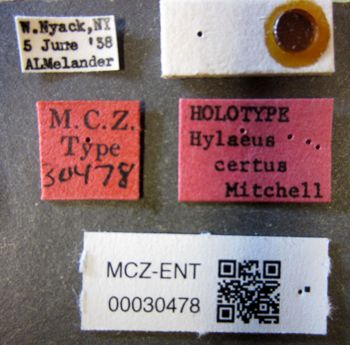 W. Nyack, NY
5 June '38
ALMelander
M.C.Z.
Type
30478
HOLOTYPE
Hylaeus
certus
Mitchell
MCZ-ENT
00030478